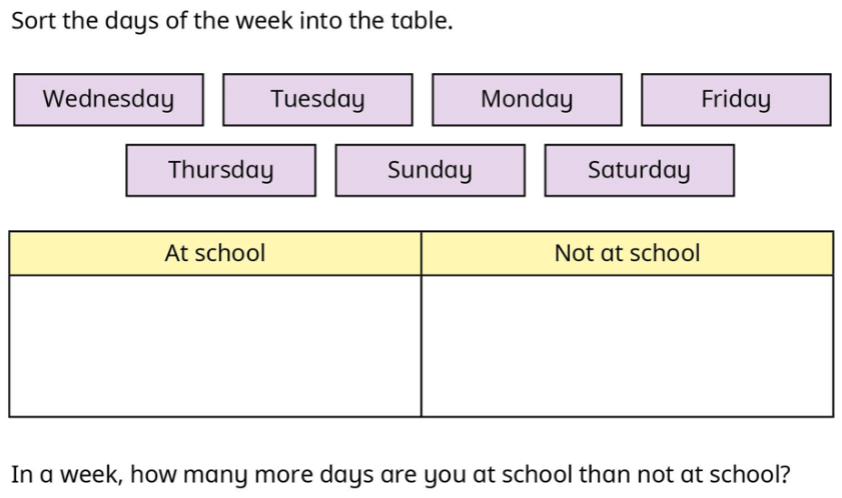 Sort the days of the week into the table.
Wednesday Tuesday Monday Friday
Thursday Sunday Saturday
At school Not at school
In a week, how many more days are you at school than not at school?